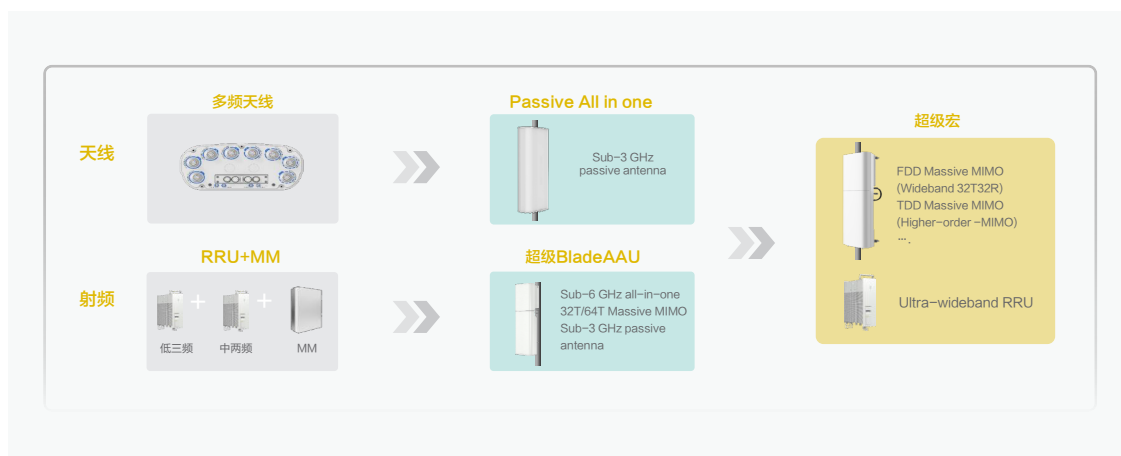 多频天线
Passive All in one
超级宏
天线
Sub-3 GHz
passive antenna
FDD Massive MIMO
(Wideband 32T32R)
TDD Massive MIMO
(Higher-order -MIMO)
… .
RRU+MM
超级BladeAAU
射频
+
+
低三频
中两频
MM
Sub-6 GHz all-in-one
32T/64T Massive MIMO
Sub-3 GHz passive
antenna
Ultra-wideband RRU